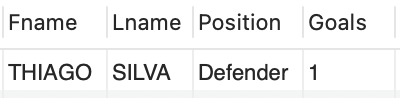 Fname Lname Position Goals
THIAGO SILVA Defender 1